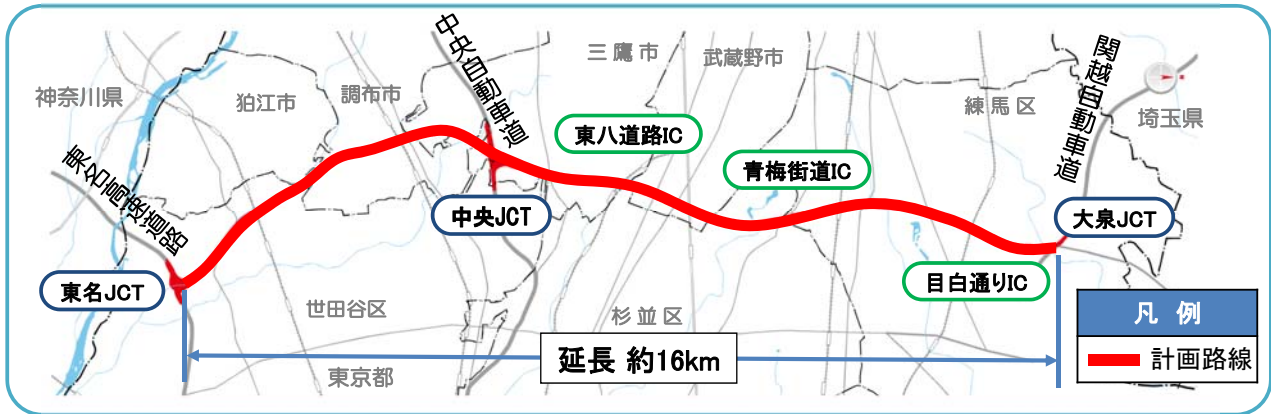 神奈川県
狛江市
調布市
中央自動車道
三鷹市
武蔵野市
練馬区
関越自動車道
埼玉県
東名高速道路
東八道路IC
青梅街道IC
中央JCT
大泉JCT
東名JCT
目白通りIC
世田谷区
杉並区
東京都
延長 約16km
凡 例
計画路線